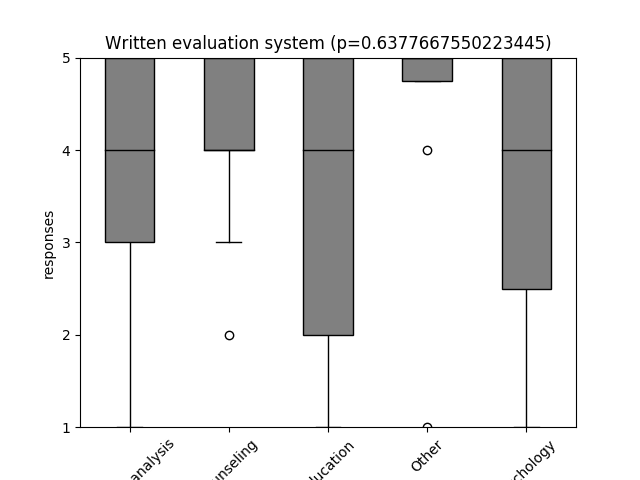 Written evaluation system (p=0.6377667550223445)
5
4
3
2
1
responses
analysis
unseling
lucation
Other
chology